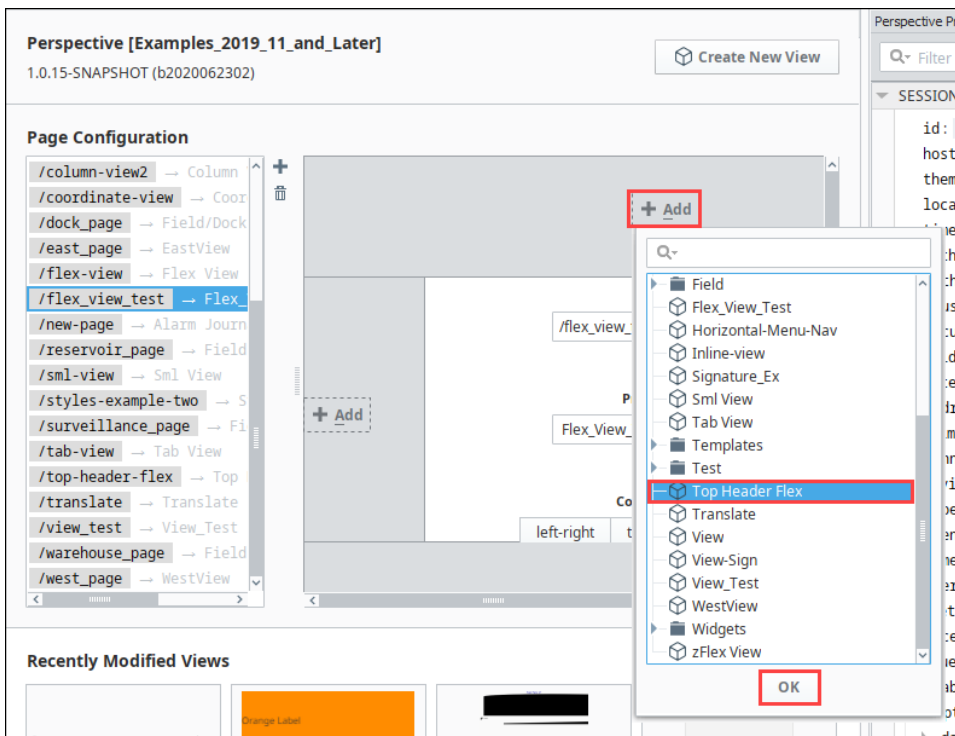 Perspective [Examples_2019_11_and_Later]
1.0.15-SNAPSHOT (b2020062302)
Create New View
Page Configuration
/column-view2 → Column
/coordinate-view → Coor
/dock_page → Field/Dock
/east_page → EastView
/flex-view → Flex View
/flex_view_test → Flex_
/new-page → Alarm Journ
/reservoir_page → Field
/sml-view → Sml View
/styles-example-two → S
/surveillance_page → Fi
/tab-view → Tab View
/top-header-flex → Top
/translate → Translate
/view_test → View_Test
/warehouse_page → Field
/west_page → WestView
+ Add
+ Add
/flex_view_
P
Flex_View_
Co
left-right
t
Field
Flex_View_Test
Horizontal-Menu-Nav
Inline-view
Signature_Ex
Sml View
Tab View
Templates
Test
Top Header Flex
Translate
View
View-Sign
View_Test
WestView
Widgets
zFlex View
OK
Recently Modified Views
Orange Label
Perspective Pr
Filter
SESSION
id:
host
them
loca